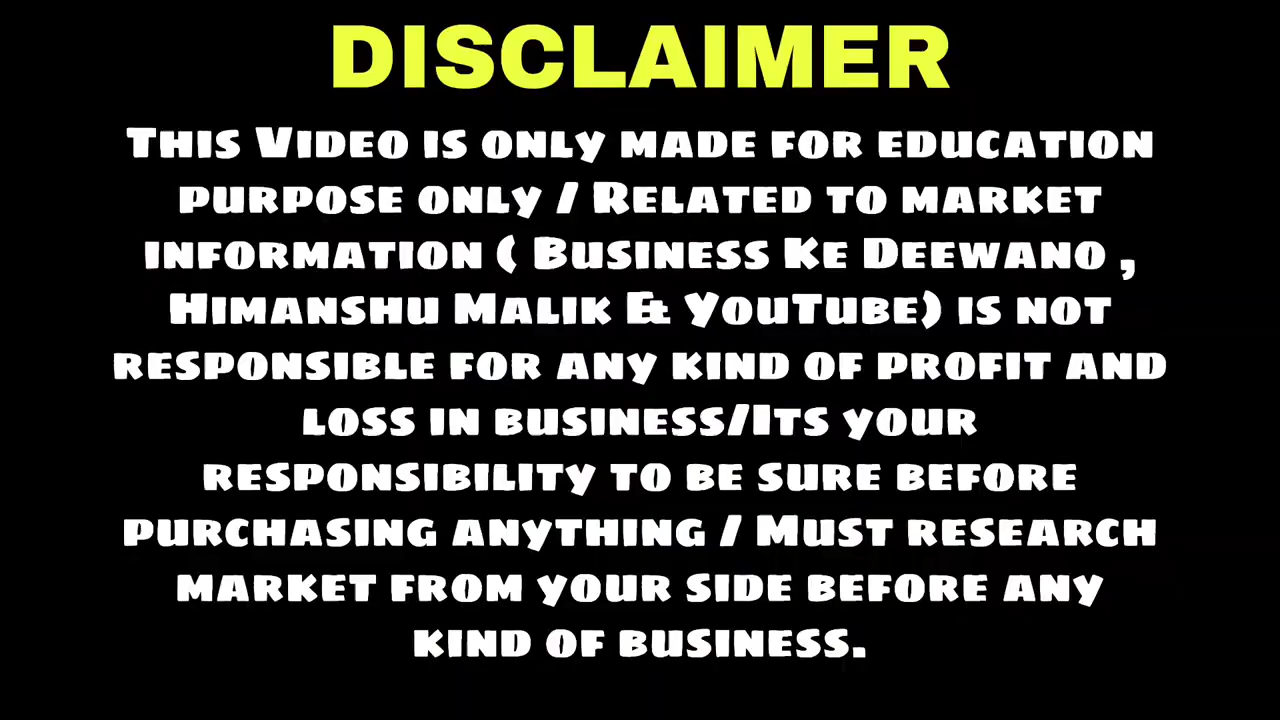 DISCLAIMER
This Video is only made for education
purpose only / Related to market
information ( Business Ke Deewano ,
Himanshu Malik & YouTube) is not
responsible for any kind of profit and
loss in business/Its your
responsibility to be sure before
purchasing anything / Must research
market from your side before any
kind of business.